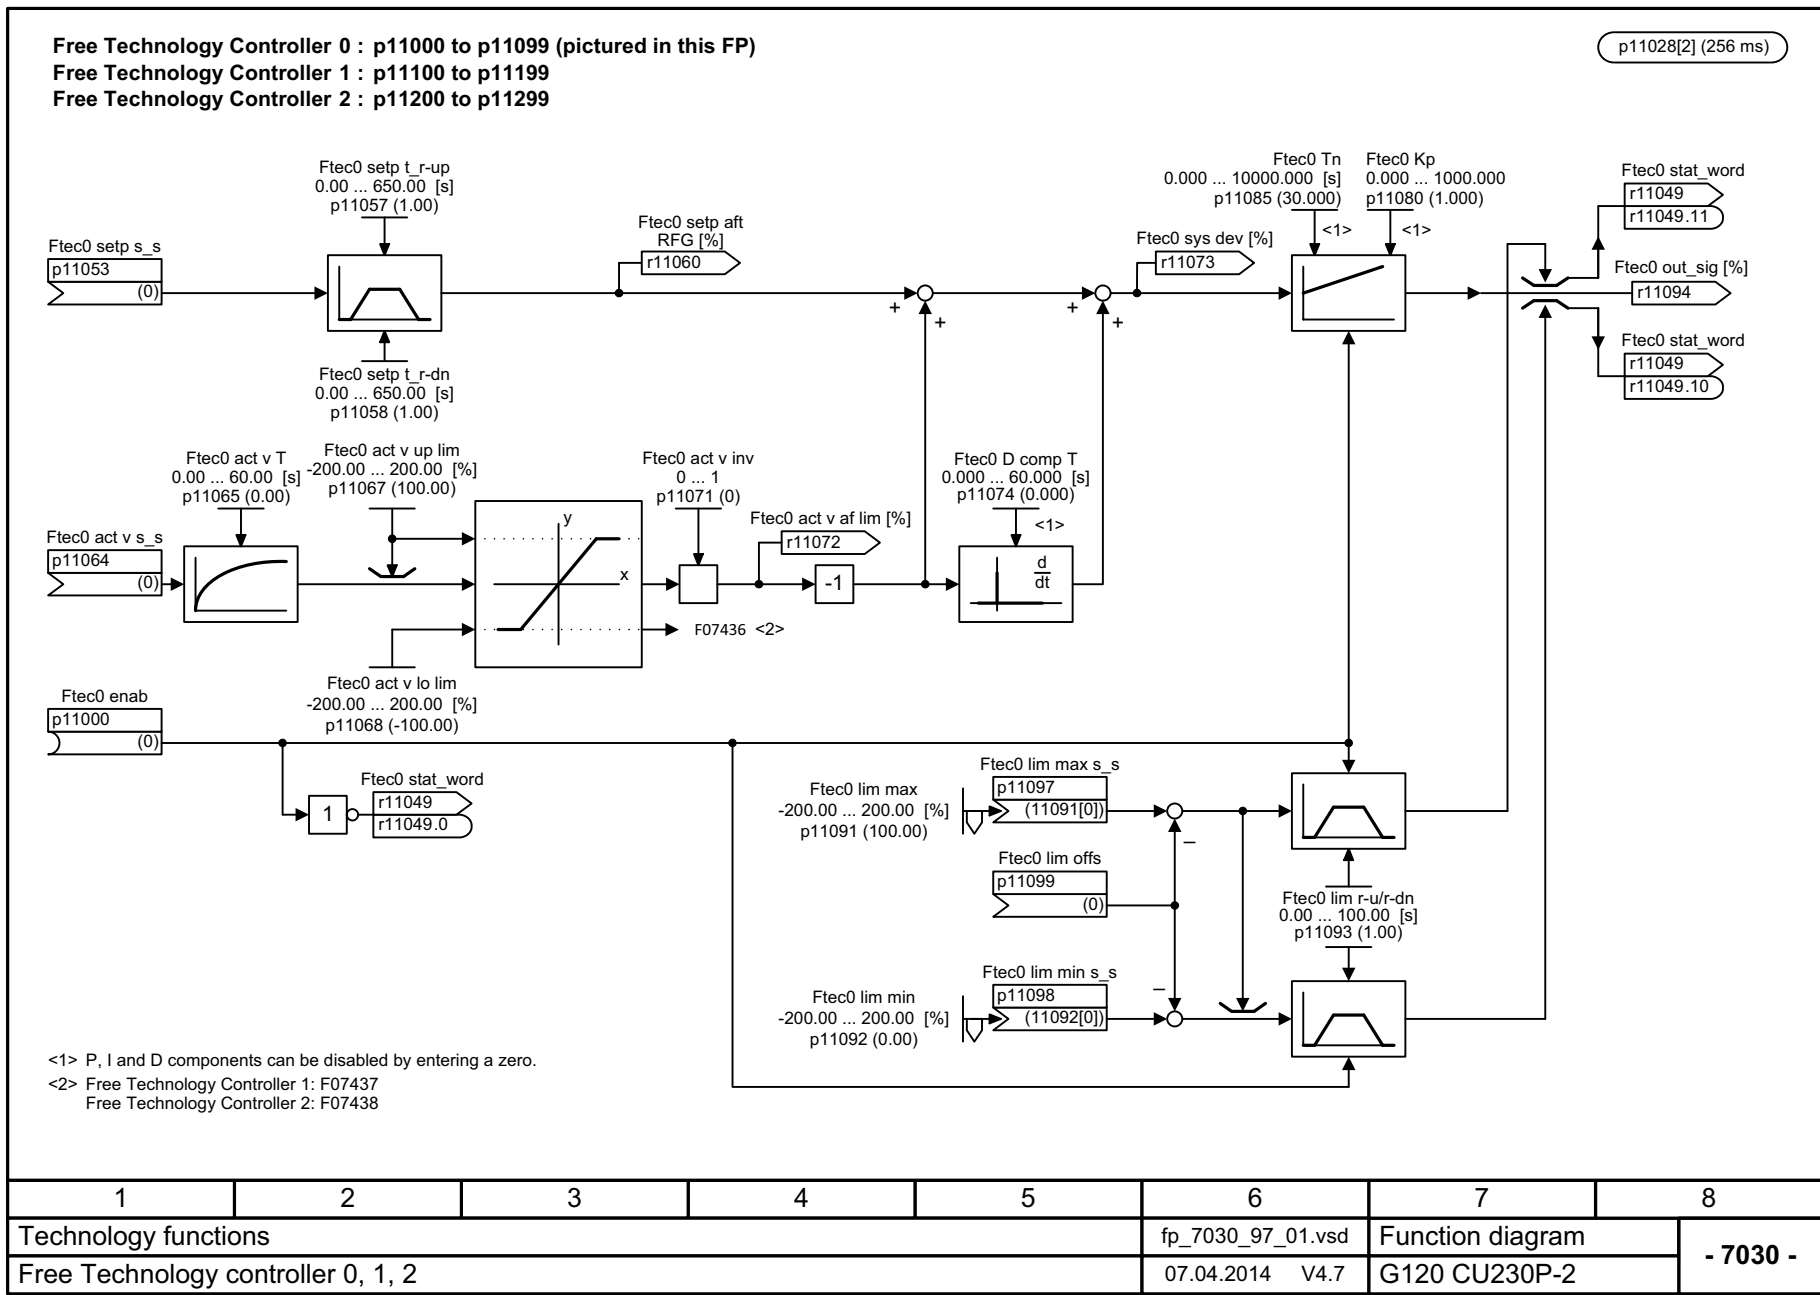 Free Technology Controller 0 : p11000 to p11099 (pictured in this FP)
Free Technology Controller 1 : p11100 to p11199
Free Technology Controller 2 : p11200 to p11299
p11028[2] (256 ms)
Ftec0 setp t_r-up
0.00 ... 650.00 [s]
p11057 (1.00)
Ftec0 setp s_s
p11053
(0)
Ftec0 setp t_r-dn
0.00 ... 650.00 [s]
p11058 (1.00)
Ftec0 setp aft
RFG [%]
r11060
+
+
+
+
Ftec0 sys dev [%]
r11073
Ftec0 Tn
0.000 ... 10000.000 [s]
p11085 (30.000)
<1>
Ftec0 Kp
0.000 ... 1000.000
p11080 (1.000)
<1>
Ftec0 stat_word
r11049
r11049.11
Ftec0 out_sig [%]
r11094
Ftec0 stat_word
r11049
r11049.10
Ftec0 act v T
0.00 ... 60.00 [s]
p11065 (0.00)
Ftec0 act v up lim
-200.00 ... 200.00 [%]
p11067 (100.00)
Ftec0 act v s_s
p11064
(0)
y
x
Ftec0 act v inv
0 ... 1
p11071 (0)
Ftec0 act v af lim [%]
r11072
-1
Ftec0 D comp T
0.000 ... 60.000 [s]
p11074 (0.000)
<1>
d
dt
F07436 <2>
Ftec0 act v lo lim
-200.00 ... 200.00 [%]
p11068 (-100.00)
Ftec0 enab
p11000
(0)
1
Ftec0 stat_word
r11049
r11049.0
Ftec0 lim max
-200.00 ... 200.00 [%]
p11091 (100.00)
Ftec0 lim max s_s
p11097
(11091[0])
–
Ftec0 lim offs
p11099
(0)
Ftec0 lim r-u/r-dn
0.00 ... 100.00 [s]
p11093 (1.00)
–
Ftec0 lim min
-200.00 ... 200.00 [%]
p11092 (0.00)
Ftec0 lim min s_s
p11098
(11092[0])
<1> P, I and D components can be disabled by entering a zero.
<2> Free Technology Controller 1: F07437
Free Technology Controller 2: F07438
1 2 3 4 5 6 7 8
Technology functions
fp_7030_97_01.vsd
Function diagram
- 7030 -
Free Technology controller 0, 1, 2
07.04.2014 V4.7
G120 CU230P-2